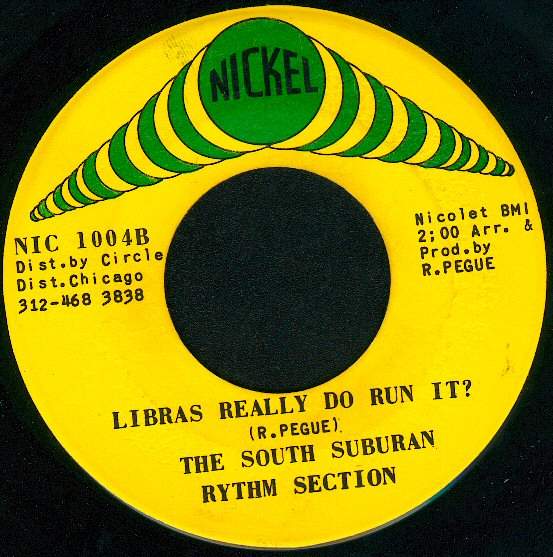 NICKEL
NIC 1004B
Dist.by Circle
Dist.Chicago
312-468 3838
Nicolet BMI
2;00 Arr. &
Prod.by
R.PEGUE
LIBRAS REALLY DO RUN IT?
(R.PEGUE)
THE SOUTH SUBURAN
RYTHM SECTION